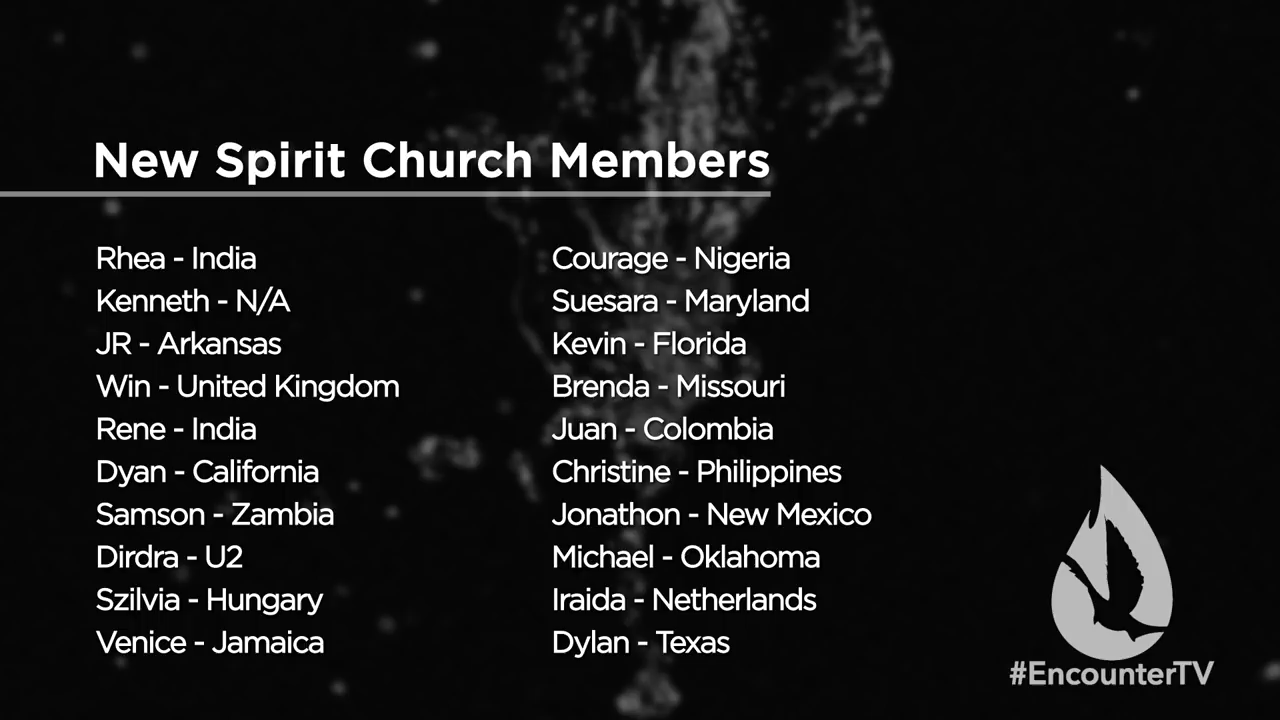 New Spirit Church Members
Rhea - India
Kenneth - N/A
JR - Arkansas
Win - United Kingdom
Rene - India
Dyan - California
Samson - Zambia
Dirdra - U2
Szilvia - Hungary
Venice - Jamaica
Courage - Nigeria
Suesara - Maryland
Kevin - Florida
Brenda - Missouri
Juan - Colombia
Christine - Philippines
Jonathon - New Mexico
Michael - Oklahoma
Iraida - Netherlands
Dylan - Texas
#EncounterTV